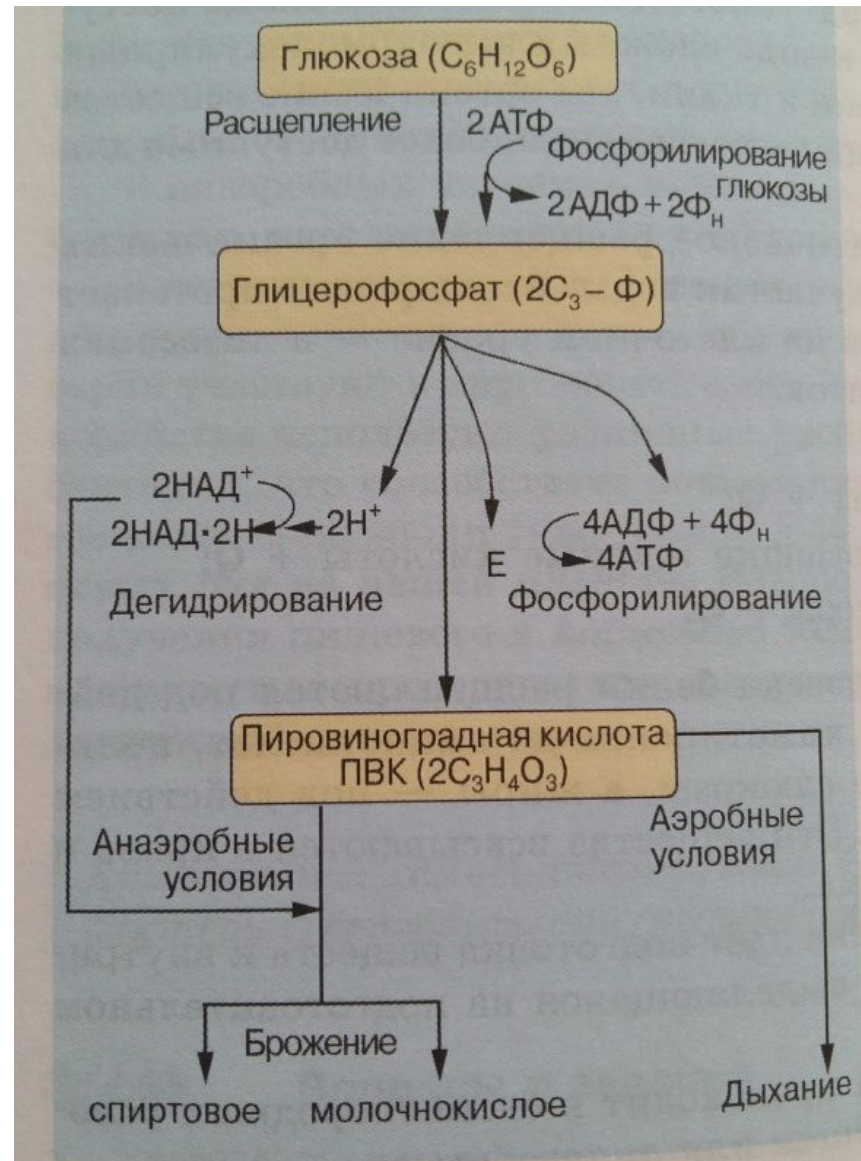 Глюкоза (C₆H₁₂O₆)
Расщепление
2 АТФ
Фосфорилирование
глюкозы
2 АДФ + 2Фн
Глицерофосфат (2C₃ – Ф)
2НАД⁺
2НАД·2Н
2Н⁺
Дегидрирование
Е
4АДФ + 4Фн
4АТФ
Фосфорилирование
Пировиноградная кислота
ПВК (2C₃H₄O₃)
Анаэробные
условия
Аэробные
условия
Брожение
спиртовое
молочнокислое
Дыхание